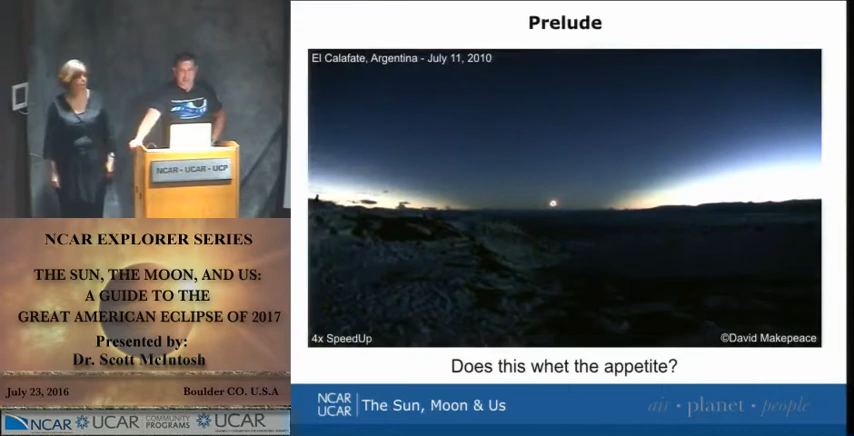 Prelude
El Calafate, Argentina - July 11, 2010
4x SpeedUp
©David Makepeace
Does this whet the appetite?
NCAR
UCAR
The Sun, Moon & Us
air • planet • people
NCAR - UCAR - UCP
NCAR EXPLORER SERIES
THE SUN, THE MOON, AND US:
A GUIDE TO THE
GREAT AMERICAN ECLIPSE OF 2017
Presented by:
Dr. Scott McIntosh
July 23, 2016
Boulder CO. U.S.A
NCAR
UCAR
COMMUNITY
PROGRAMS
UCAR